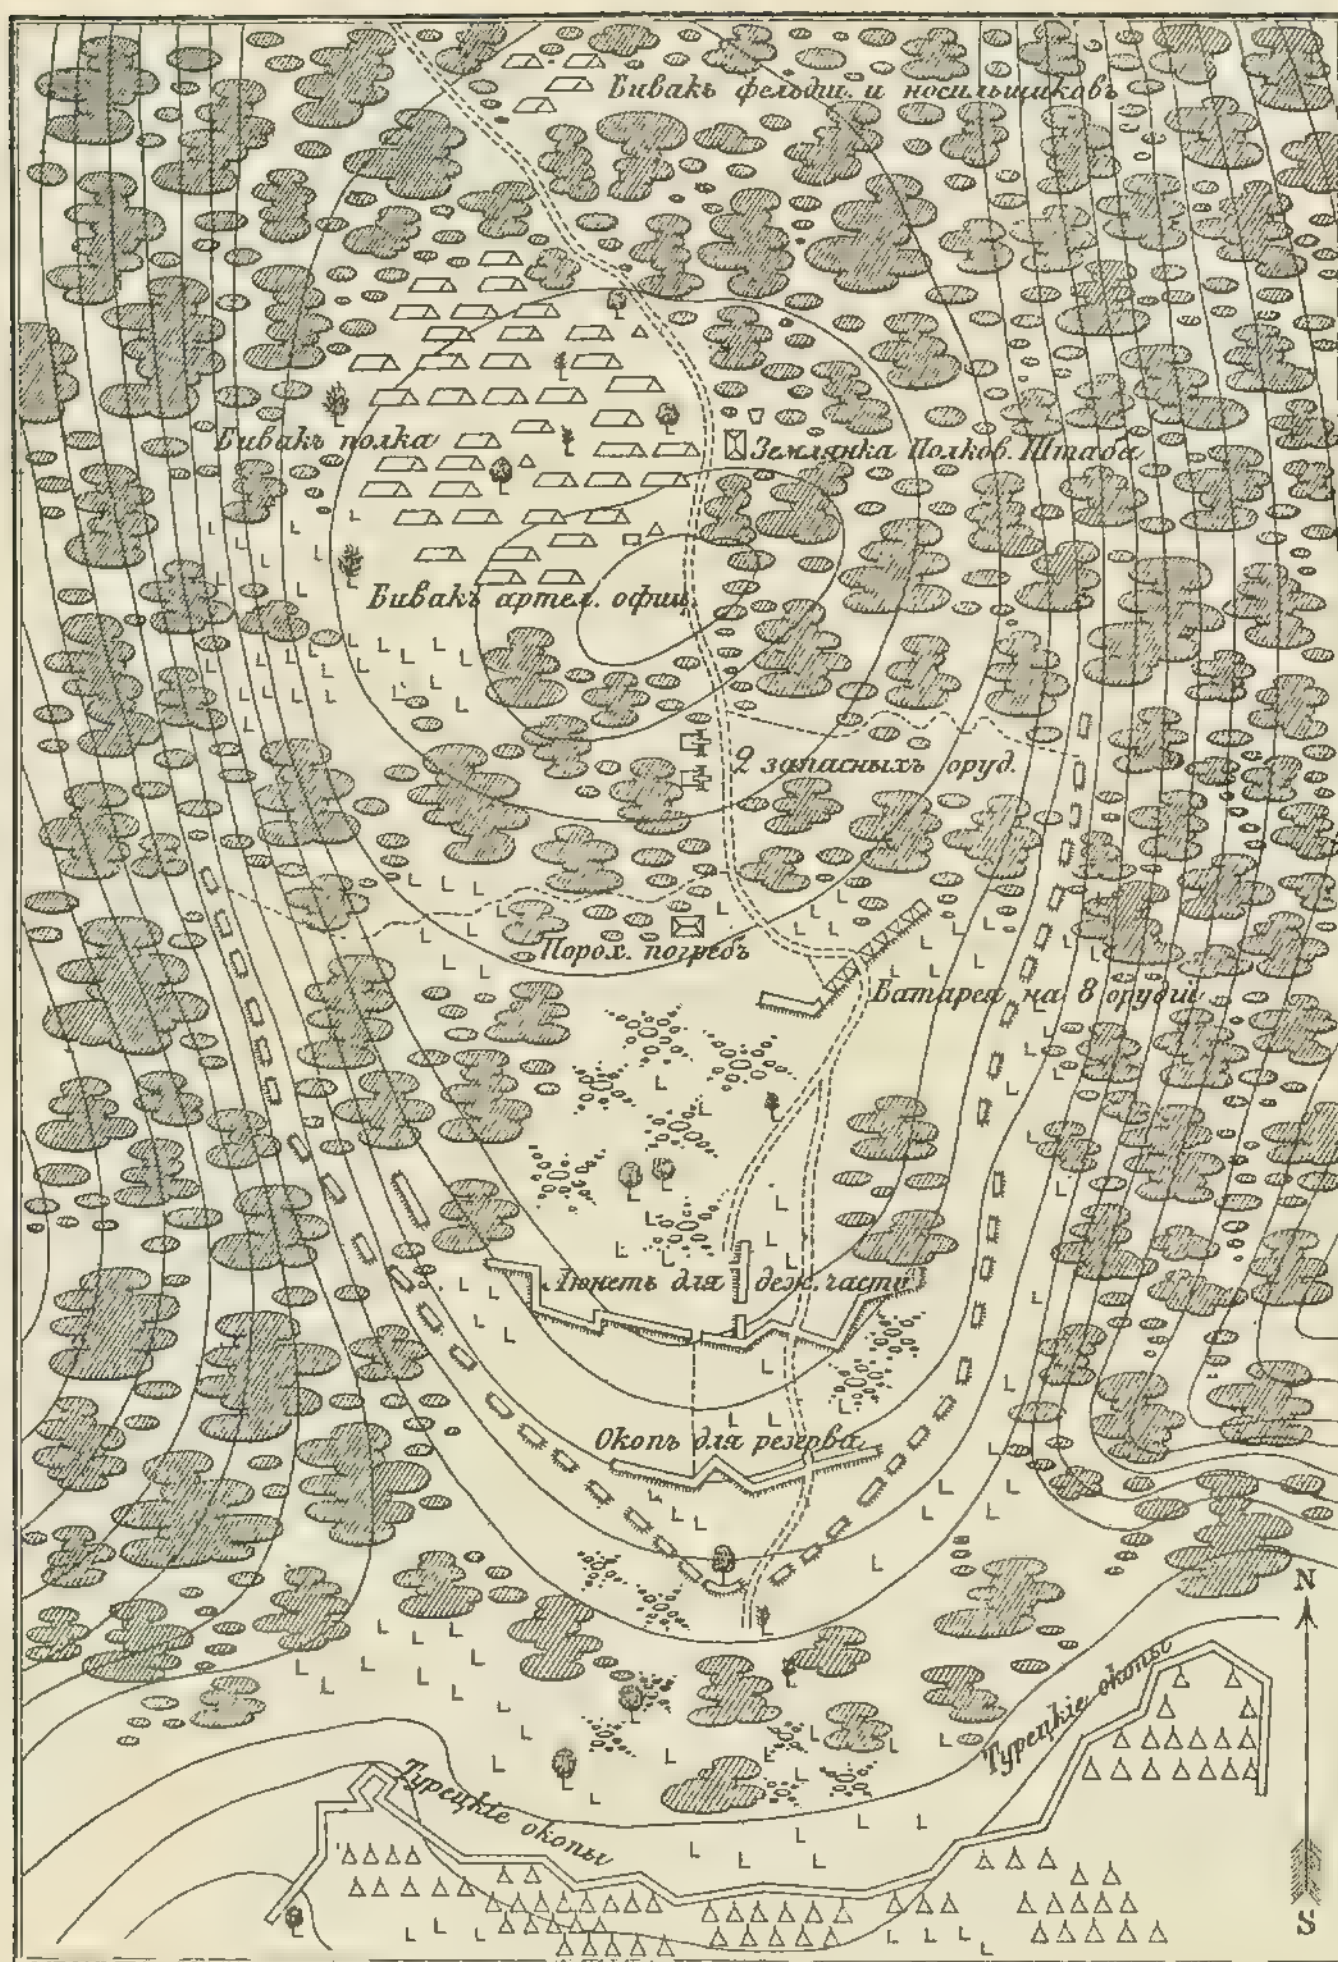 Бивакъ фельдш. и носильщиковъ
Бивакъ полка
Землянка Полков. Штаба
Бивакъ артел. офиц.
2 запасныхъ оруд.
Порох. погребъ
Батарея на 8 орудій
Люнетъ для деж. части
Окопъ для резерва
N
Турецкіе окопы
Турецкіе окопы
S